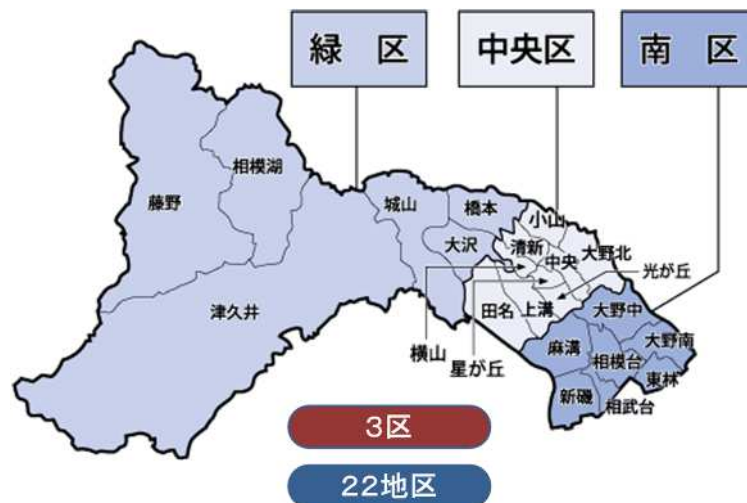 緑 区
中央区
南 区
相模湖
藤野
城山
橋本
小山
大沢
清新
中央
大野北
光が丘
津久井
田名
上溝
大野中
横山
星が丘
麻溝
大野南
相模台
東林
新磯
相武台
3区
22地区